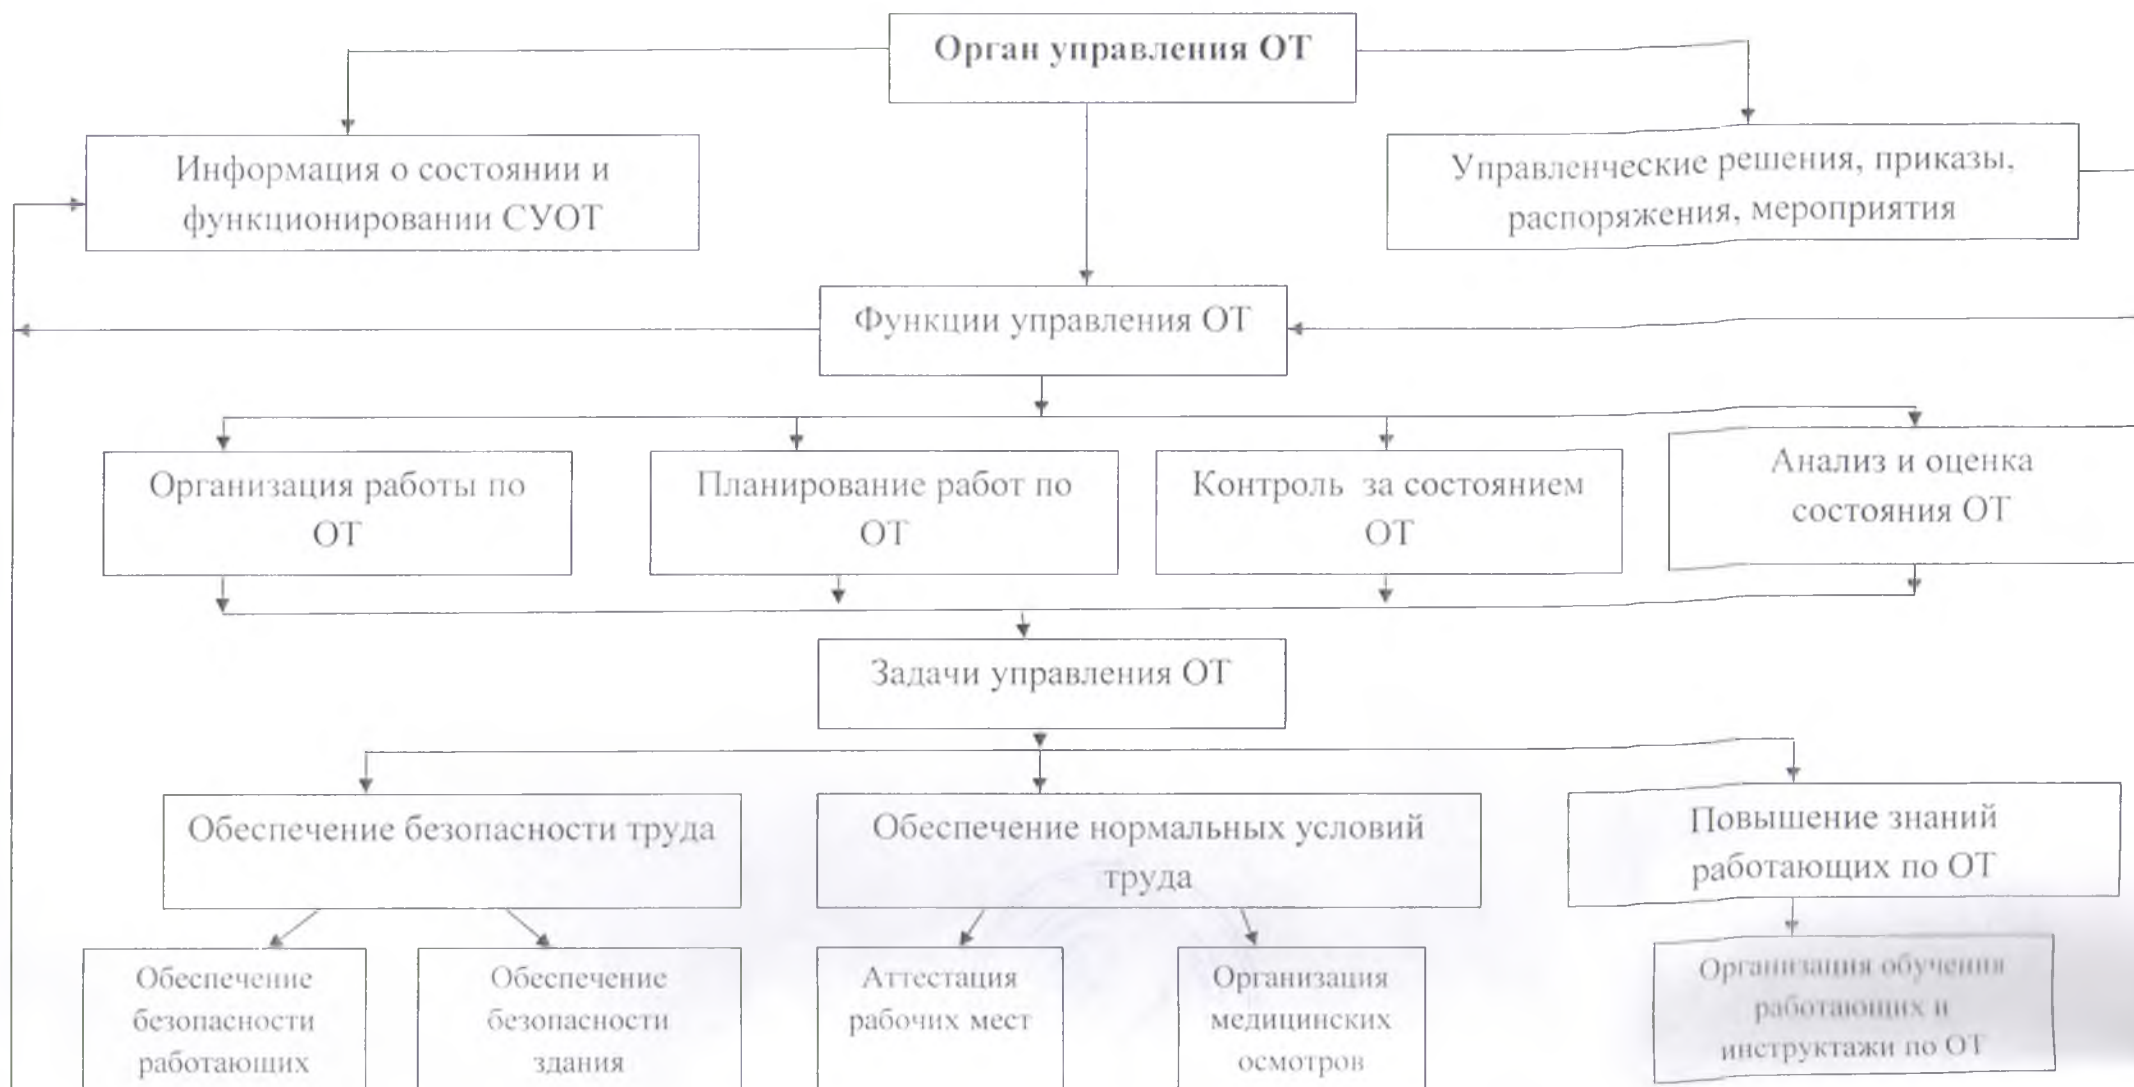 Орган управления ОТ
Информация о состоянии и
функционировании СУОТ
Управленческие решения, приказы,
распоряжения, мероприятия
Функции управления ОТ
Организация работы по
ОТ
Планирование работ по
ОТ
Контроль за состоянием
ОТ
Анализ и оценка
состояния ОТ
Задачи управления ОТ
Обеспечение безопасности труда
Обеспечение нормальных условий
труда
Повышение знаний
работающих по ОТ
Обеспечение
безопасности
работающих
Обеспечение
безопасности
здания
Аттестация
рабочих мест
Организация
медицинских
осмотров
Организация обучения
работающих и
инструктажи по ОТ